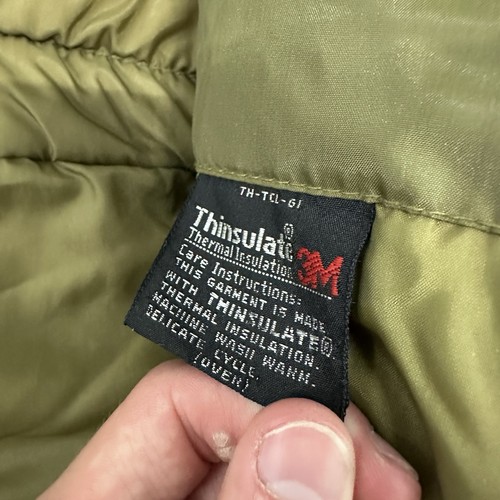 TH-TCL-G1
Thinsulate®
Thermal Insulation
3M
Care Instructions:
THIS GARMENT IS MADE
WITH THINSULATE®
THERMAL INSULATION.
MACHINE WASH WARM.
DELICATE CYCLE.
(OVER)